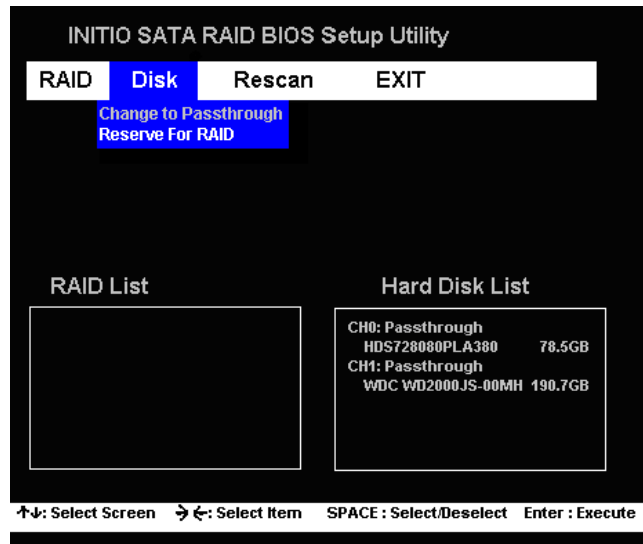 INITIO SATA RAID BIOS Setup Utility
RAID Disk Rescan EXIT
Change to Passthrough
Reserve For RAID
RAID List
Hard Disk List
CH0: Passthrough
HDS728080PLA380 78.5GB
CH1: Passthrough
WDC WD2000JS-00MH 190.7GB
↑↓: Select Screen →←: Select Item SPACE : Select/Deselect Enter : Execute